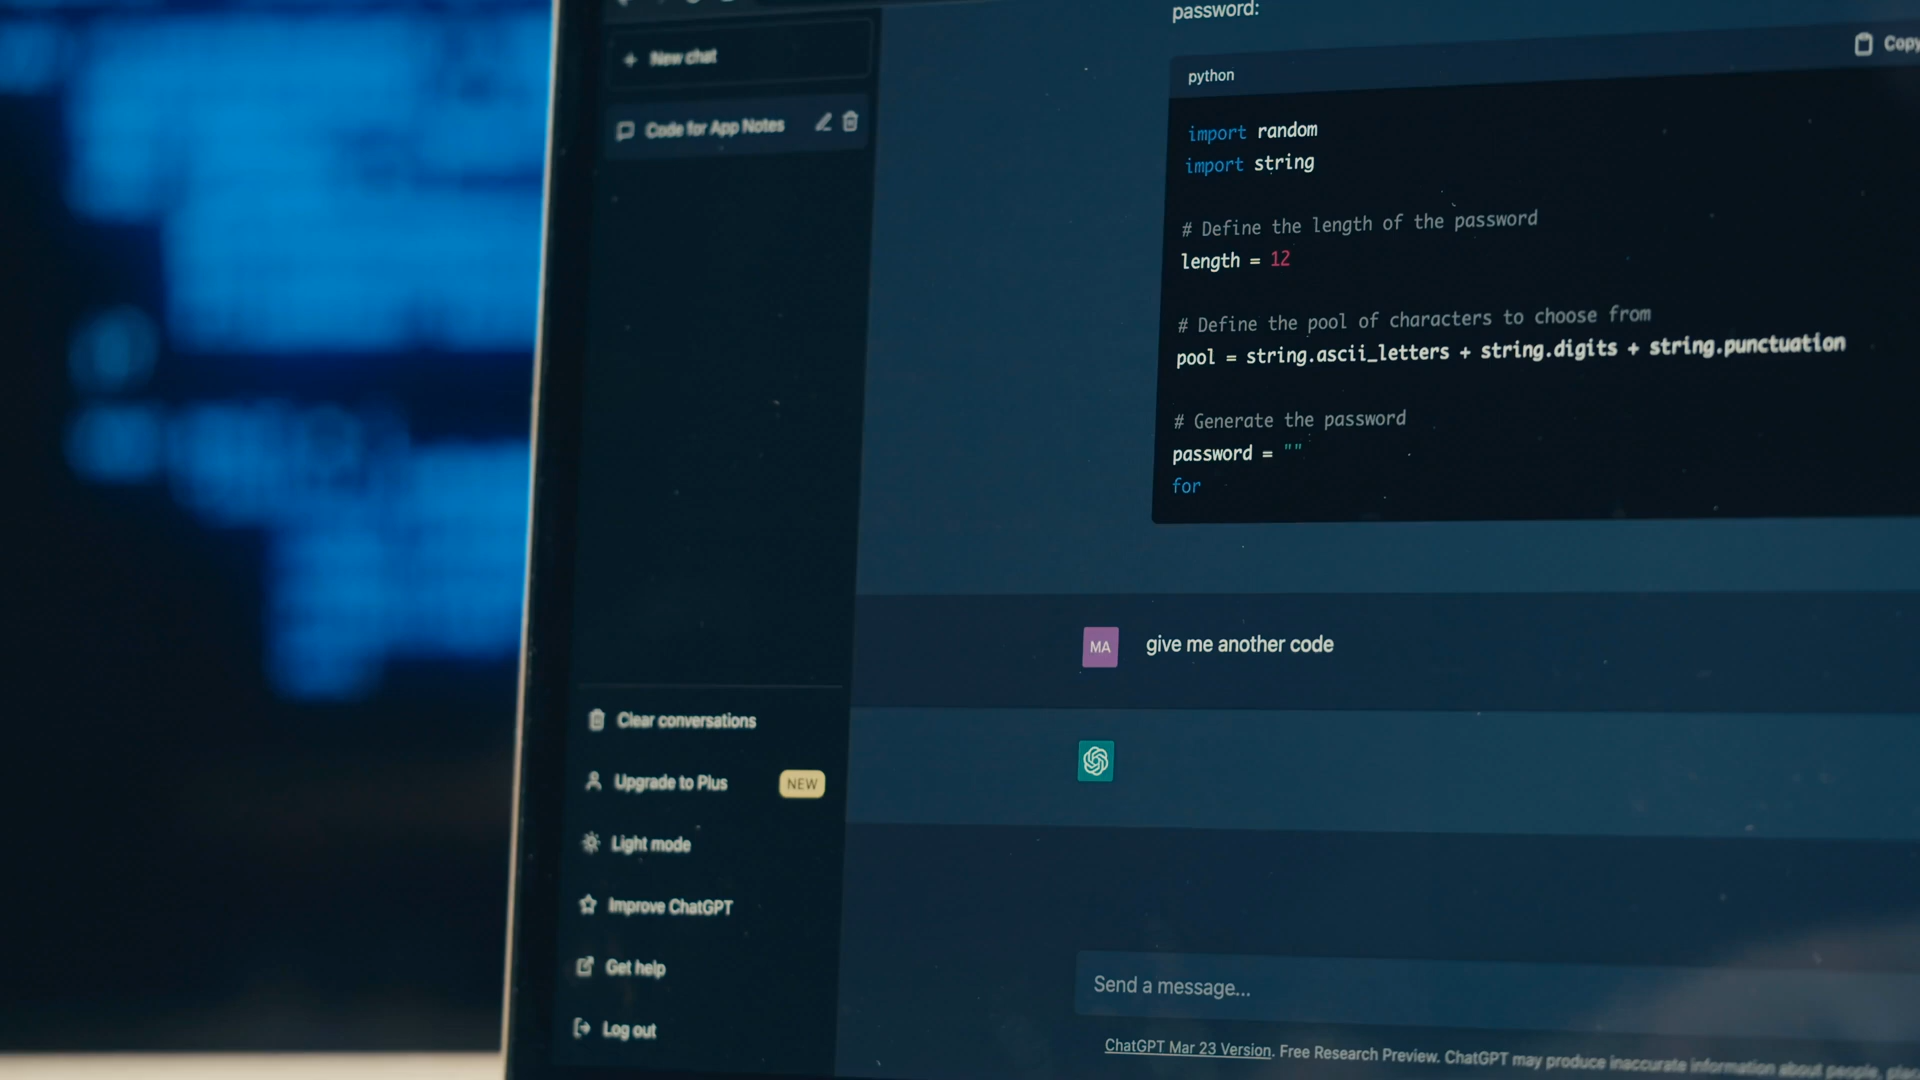 New chat
Code for App Notes
Clear conversations
Upgrade to Plus NEW
Light mode
Improve ChatGPT
Get help
Log out
password:
python Copy
import random
import string
# Define the length of the password
length = 12
# Define the pool of characters to choose from
pool = string.ascii_letters + string.digits + string.punctuation
# Generate the password
password = ""
for
MA give me another code
Send a message...
ChatGPT Mar 23 Version. Free Research Preview. ChatGPT may produce inaccurate information about people,